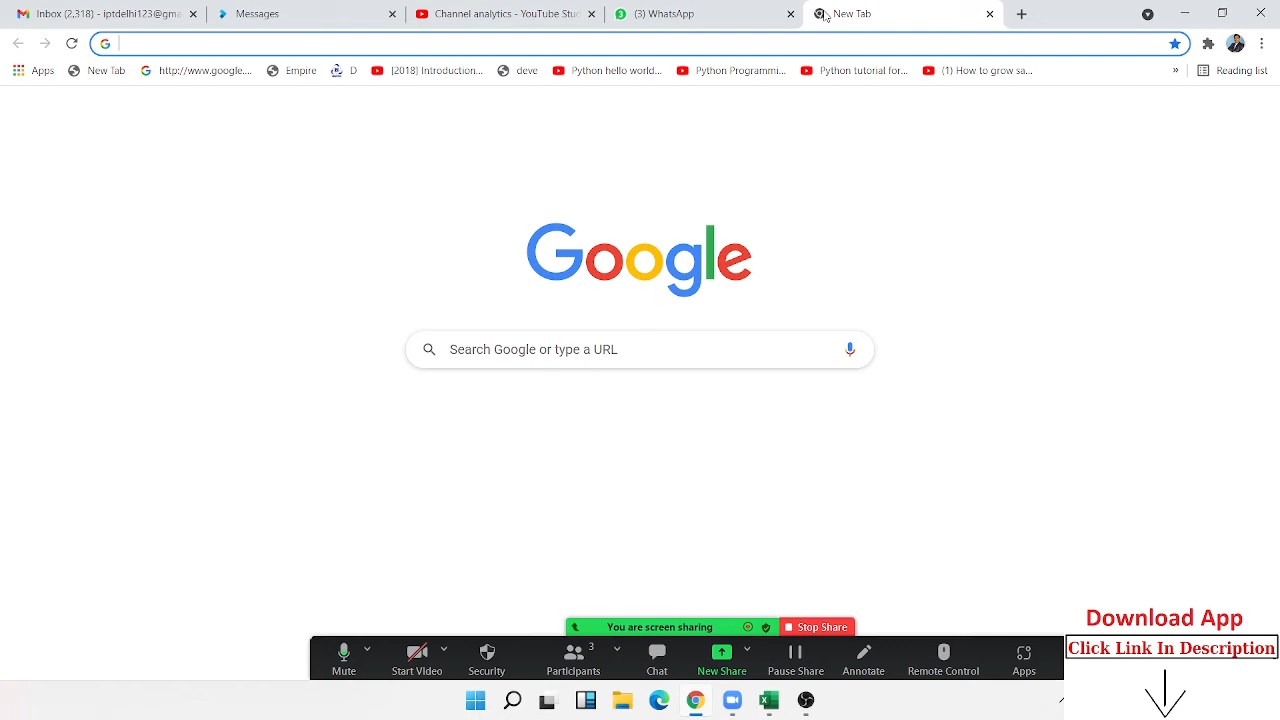 Inbox (2,318) - iptdelhi123@gma
Messages
Channel analytics - YouTube Stud
3
(3) WhatsApp
New Tab
Apps
New Tab
http://www.google....
Empire
D
[2018] Introduction...
deve
Python hello world...
Python Programmi...
Python tutorial for...
(1) How to grow sa...
»
Reading list
Google
Search Google or type a URL
You are screen sharing
Stop Share
Mute
Start Video
Security
Participants
3
Chat
New Share
Pause Share
Annotate
Remote Control
Apps
Download App
Click Link In Description